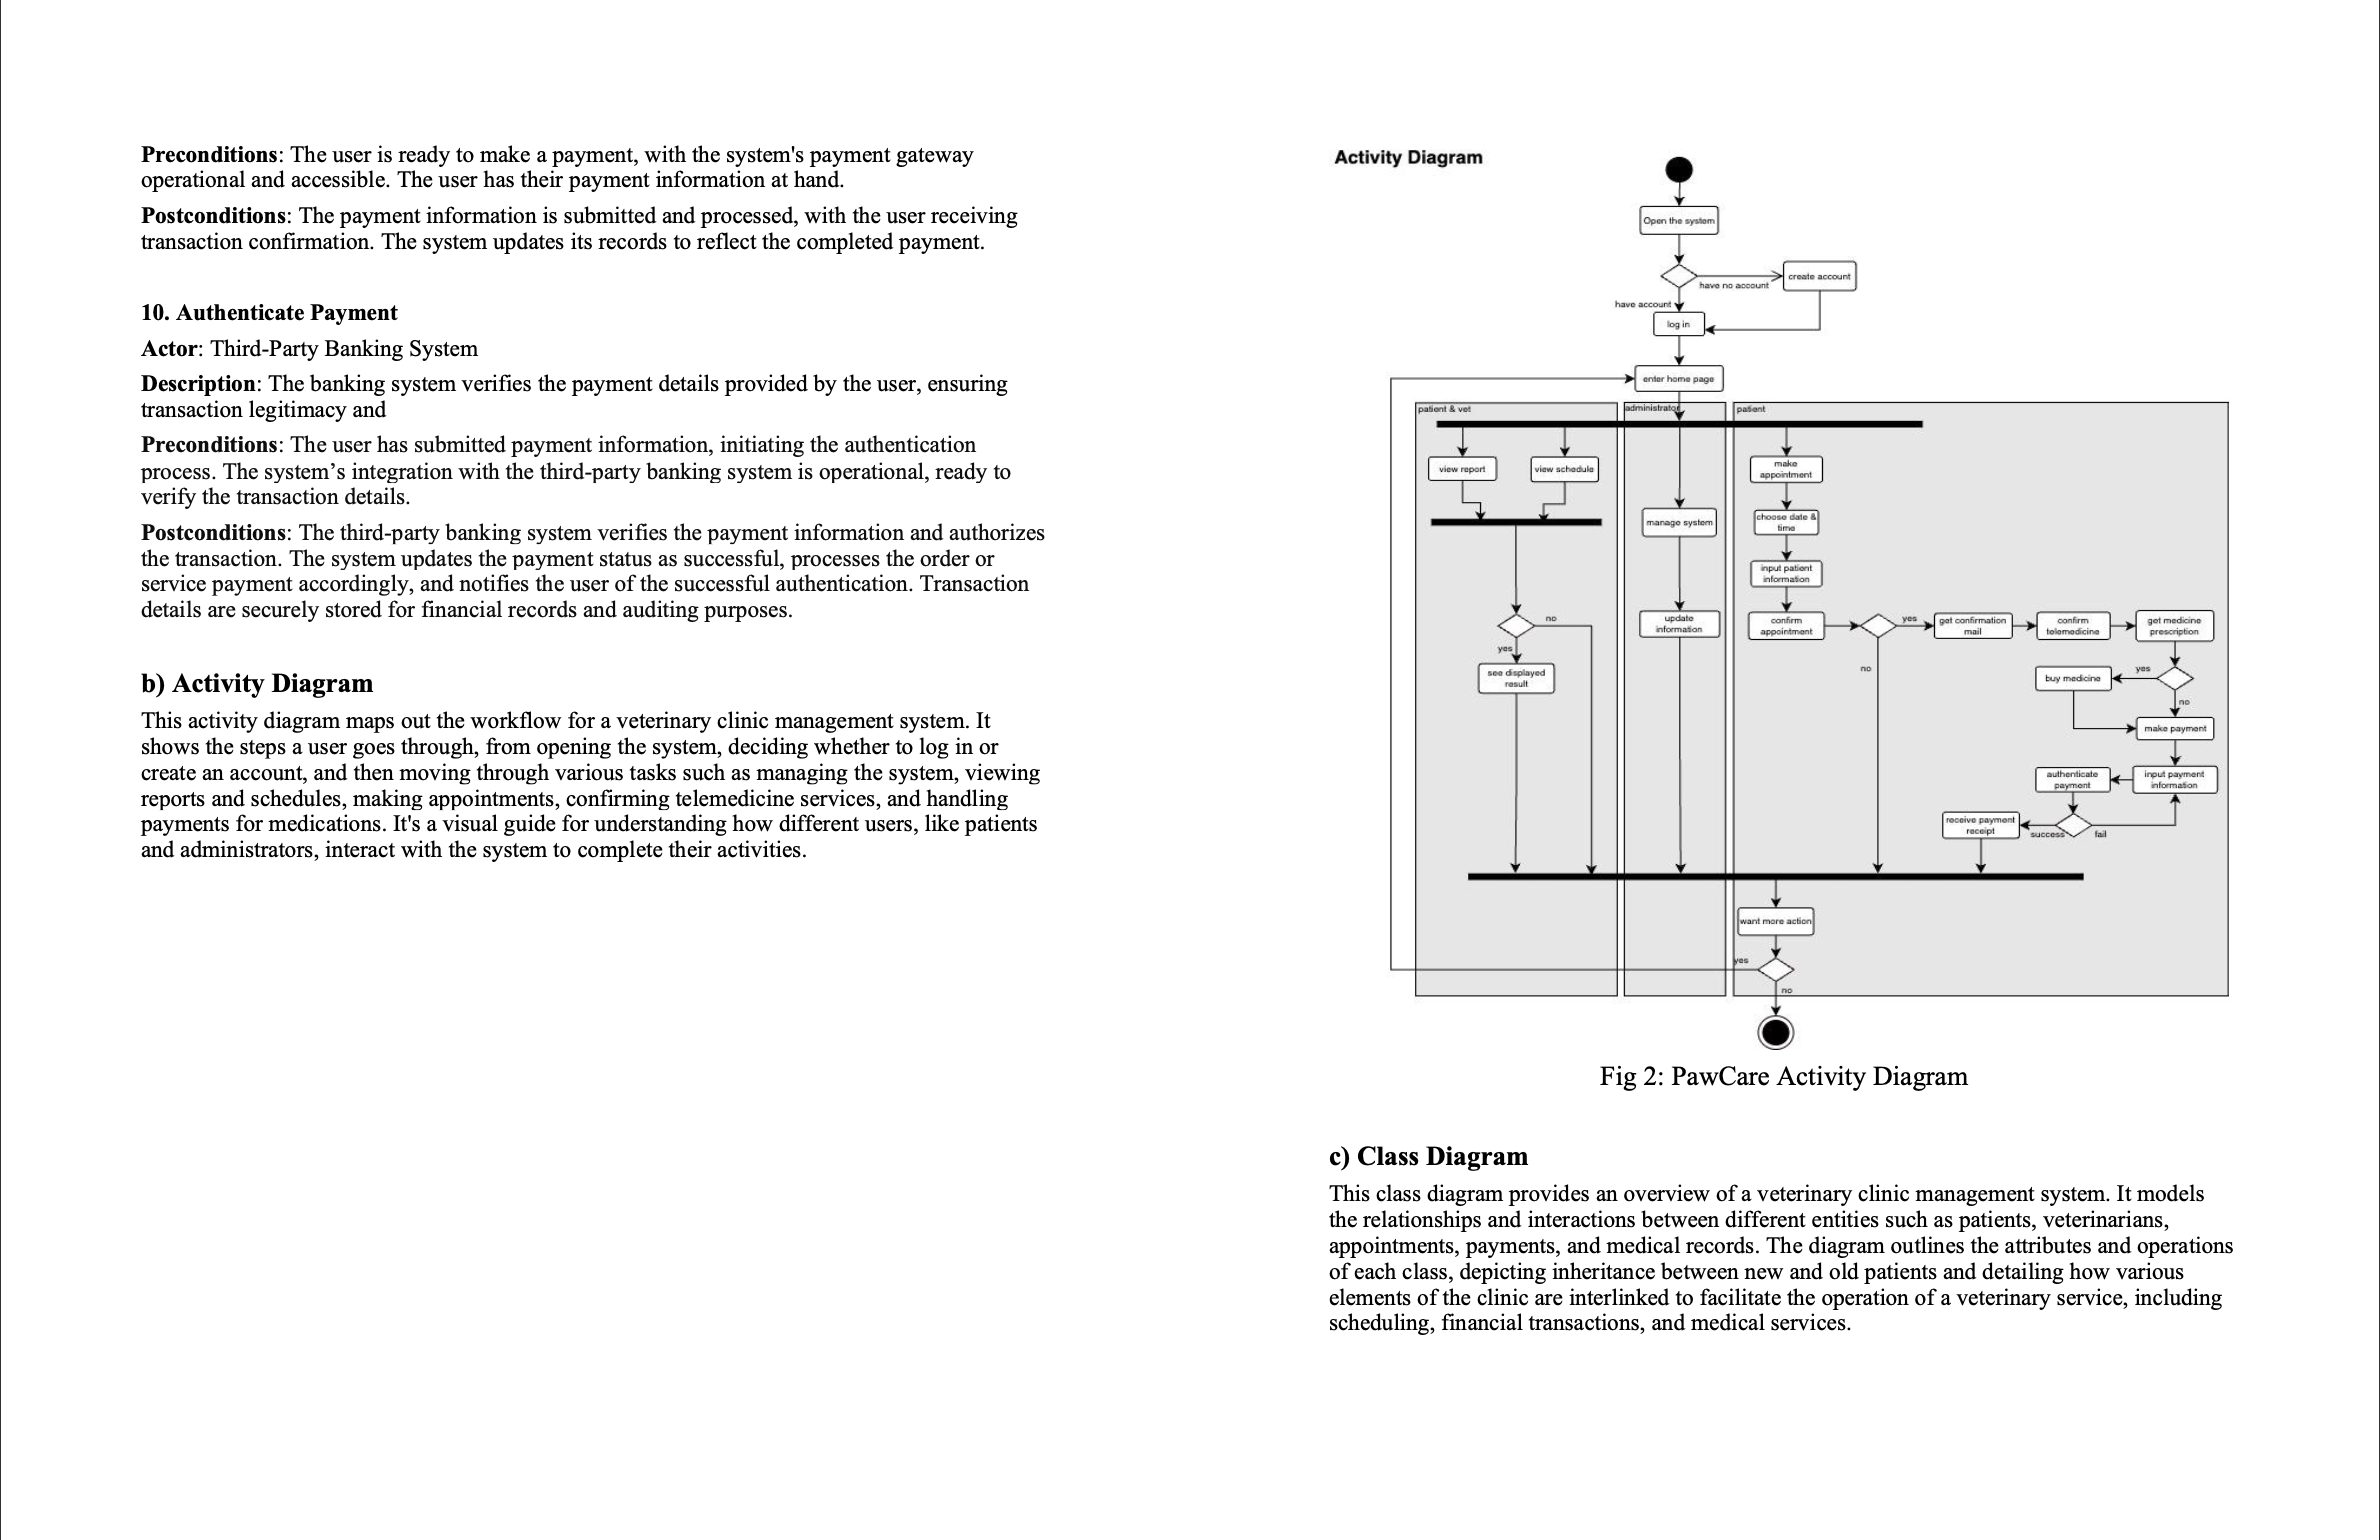 Preconditions: The user is ready to make a payment, with the system's payment gateway
operational and accessible. The user has their payment information at hand.
Postconditions: The payment information is submitted and processed, with the user receiving
transaction confirmation. The system updates its records to reflect the completed payment.
10. Authenticate Payment
Actor: Third-Party Banking System
Description: The banking system verifies the payment details provided by the user, ensuring
transaction legitimacy and
Preconditions: The user has submitted payment information, initiating the authentication
process. The system’s integration with the third-party banking system is operational, ready to
verify the transaction details.
Postconditions: The third-party banking system verifies the payment information and authorizes
the transaction. The system updates the payment status as successful, processes the order or
service payment accordingly, and notifies the user of the successful authentication. Transaction
details are securely stored for financial records and auditing purposes.
b) Activity Diagram
This activity diagram maps out the workflow for a veterinary clinic management system. It
shows the steps a user goes through, from opening the system, deciding whether to log in or
create an account, and then moving through various tasks such as managing the system, viewing
reports and schedules, making appointments, confirming telemedicine services, and handling
payments for medications. It's a visual guide for understanding how different users, like patients
and administrators, interact with the system to complete their activities.
Activity Diagram
Open the system
create account
have no account
have account
log in
enter home page
patient & vet
administrator
patient
view report
view schedule
make
appointment
manage system
choose date &
time
input patient
information
no
update
information
confirm
appointment
yes
get confirmation
mail
confirm
telemedicine
get medicine
prescription
yes
see displayed
result
no
buy medicine
yes
no
make payment
authenticate
payment
input payment
information
receive payment
receipt
success
fail
want more action
yes
no
Fig 2: PawCare Activity Diagram
c) Class Diagram
This class diagram provides an overview of a veterinary clinic management system. It models
the relationships and interactions between different entities such as patients, veterinarians,
appointments, payments, and medical records. The diagram outlines the attributes and operations
of each class, depicting inheritance between new and old patients and detailing how various
elements of the clinic are interlinked to facilitate the operation of a veterinary service, including
scheduling, financial transactions, and medical services.